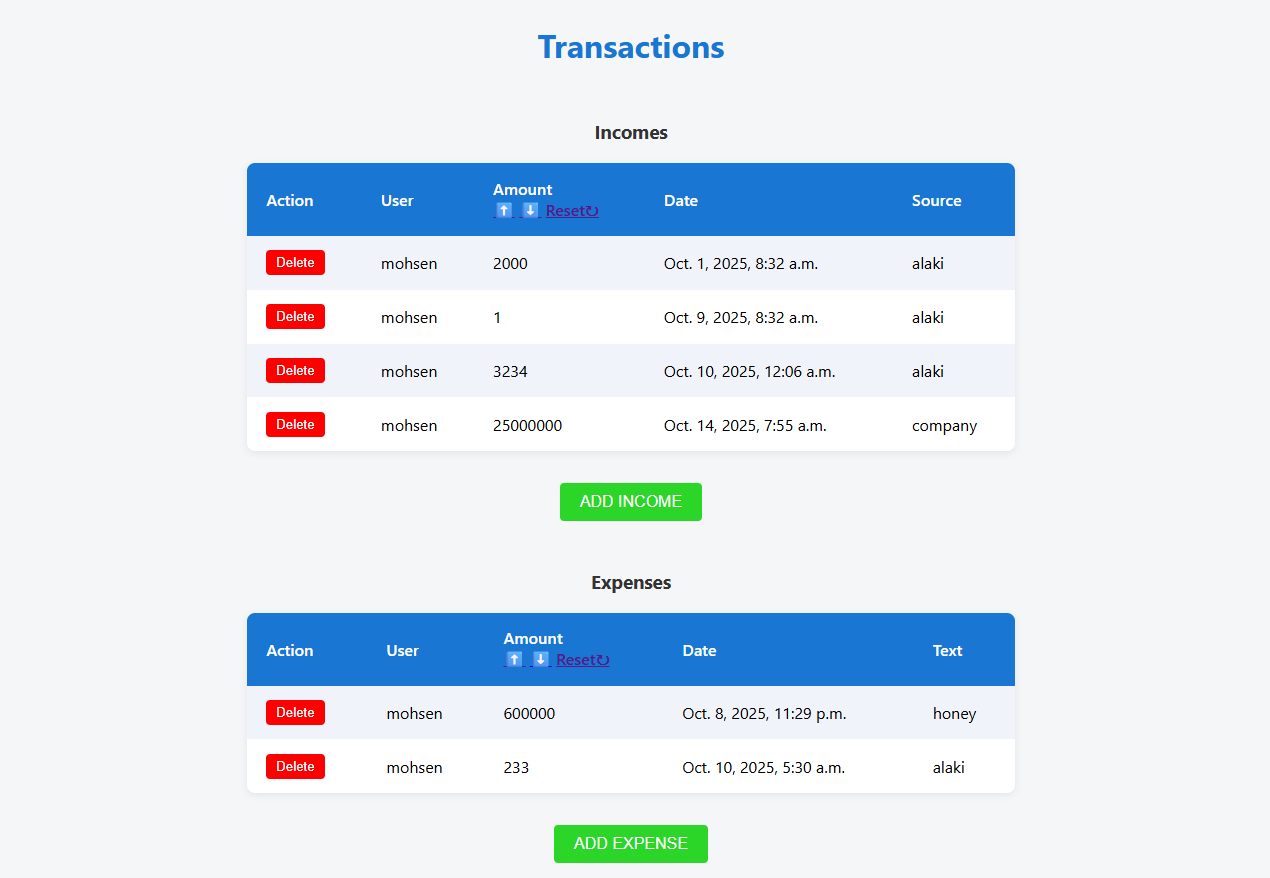 Transactions
Incomes
Action User Amount Date Source
⬆️ ⬇️ Reset↻
Delete mohsen 2000 Oct. 1, 2025, 8:32 a.m. alaki
Delete mohsen 1 Oct. 9, 2025, 8:32 a.m. alaki
Delete mohsen 3234 Oct. 10, 2025, 12:06 a.m. alaki
Delete mohsen 25000000 Oct. 14, 2025, 7:55 a.m. company
ADD INCOME
Expenses
Action User Amount Date Text
⬆️ ⬇️ Reset↻
Delete mohsen 600000 Oct. 8, 2025, 11:29 p.m. honey
Delete mohsen 233 Oct. 10, 2025, 5:30 a.m. alaki
ADD EXPENSE